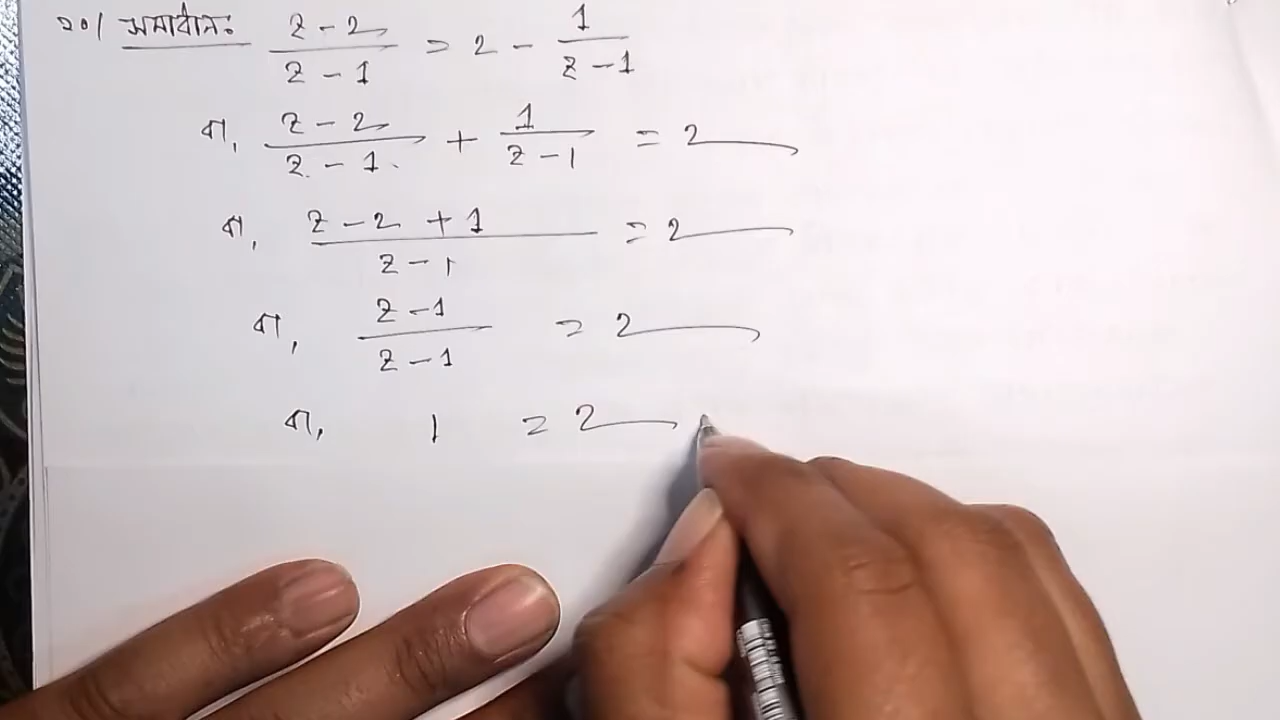 ২০। সমাধানঃ (z - 2)/(z - 1) = 2 - 1/(z - 1)
বা, (z - 2)/(z - 1) + 1/(z - 1) = 2
বা, (z - 2 + 1)/(z - 1) = 2
বা, (z - 1)/(z - 1) = 2
বা, 1 = 2